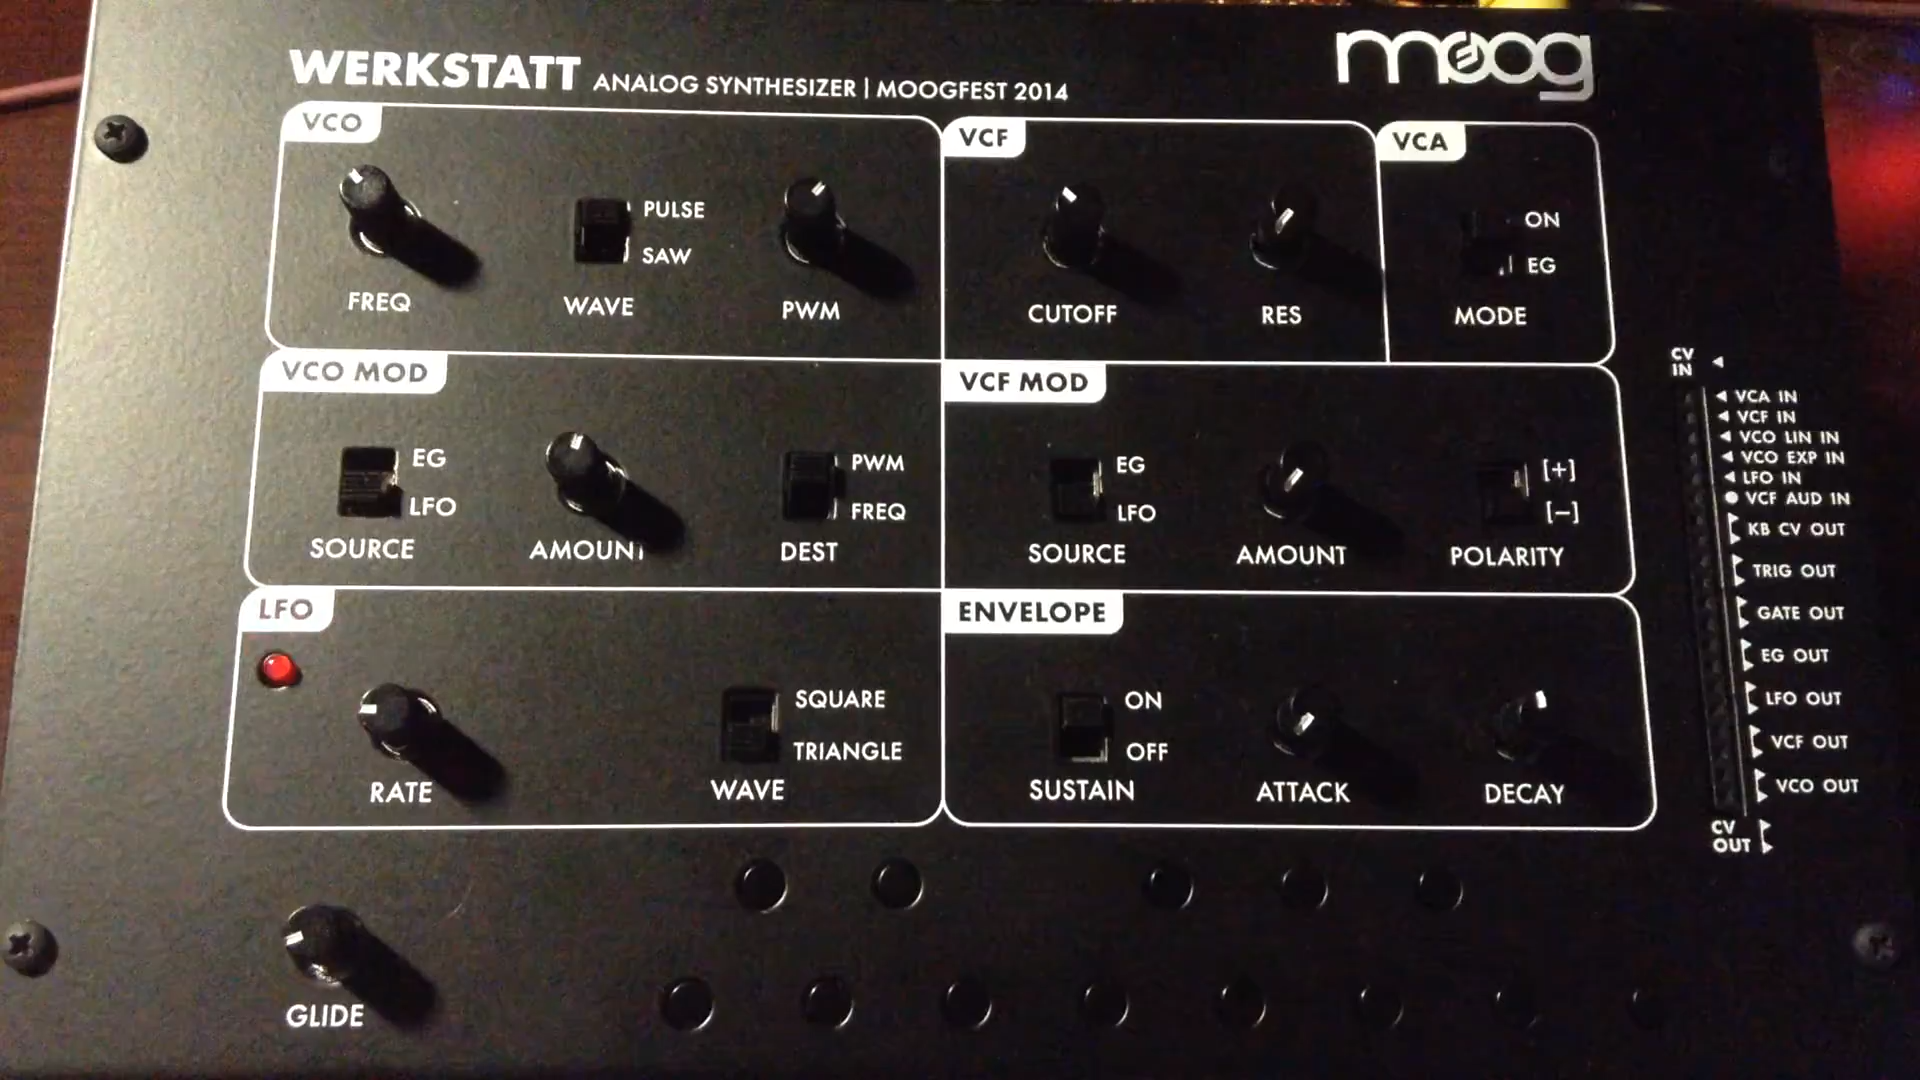 WERKSTATT ANALOG SYNTHESIZER | MOOGFEST 2014
moog
VCO
PULSE
SAW
FREQ
WAVE
PWM
VCF
CUTOFF
RES
VCA
ON
EG
MODE
VCO MOD
EG
LFO
SOURCE
AMOUNT
PWM
FREQ
DEST
VCF MOD
EG
LFO
SOURCE
AMOUNT
[+]
[–]
POLARITY
LFO
RATE
SQUARE
TRIANGLE
WAVE
ENVELOPE
ON
OFF
SUSTAIN
ATTACK
DECAY
GLIDE
CV
IN
VCA IN
VCF IN
VCO LIN IN
VCO EXP IN
LFO IN
VCF AUD IN
KB CV OUT
TRIG OUT
GATE OUT
EG OUT
LFO OUT
VCF OUT
VCO OUT
CV
OUT